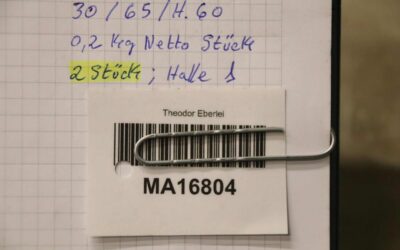 30/65/H.60
0,2 kg Netto Stück
2 Stück; Halle 1
Theodor Eberlei
MA16804